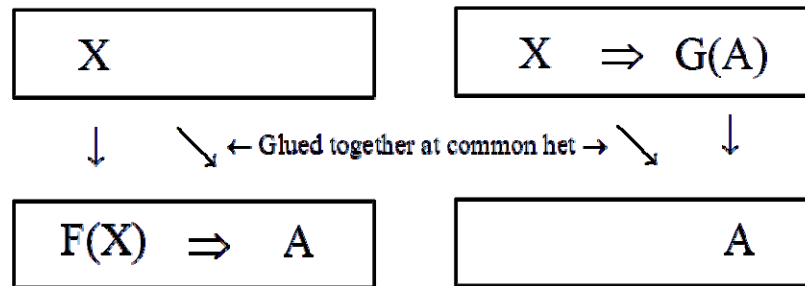 X X ⇒ G(A)
↓ ↘ ← Glued together at common het → ↘ ↓
F(X) ⇒ A A